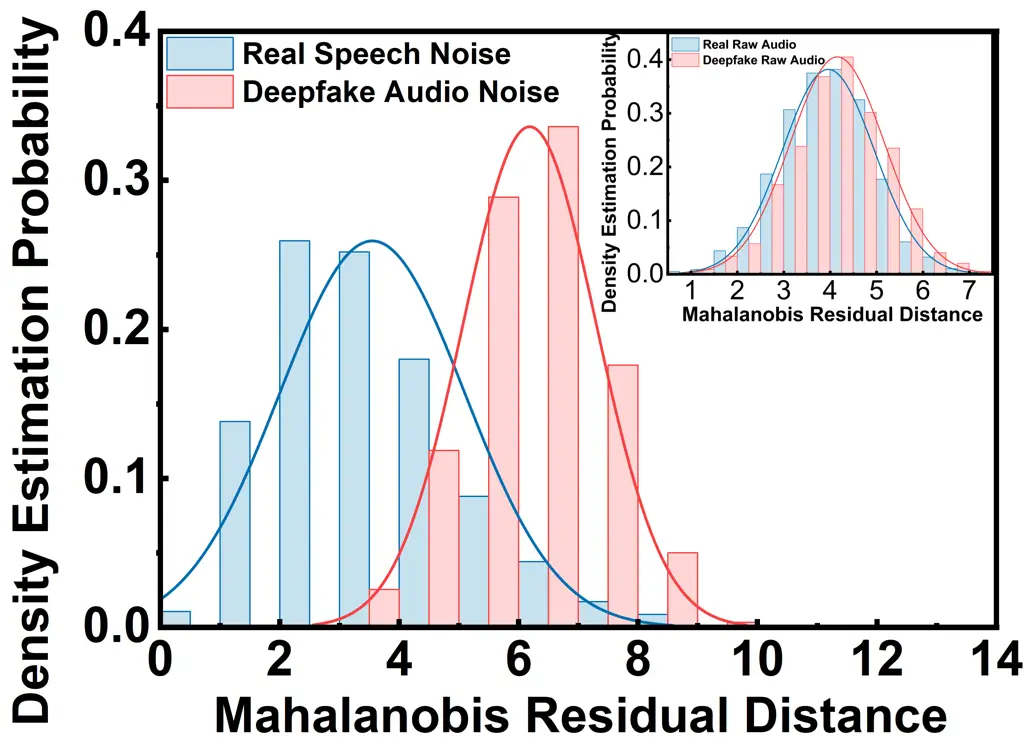 Density Estimation Probability
0.4
0.3
0.2
0.1
0.0
Real Speech Noise
Deepfake Audio Noise
0 2 4 6 8 10 12 14
Mahalanobis Residual Distance
Density Estimation Probability
0.4
0.3
0.2
0.1
0.0
Real Raw Audio
Deepfake Raw Audio
1 2 3 4 5 6 7
Mahalanobis Residual Distance